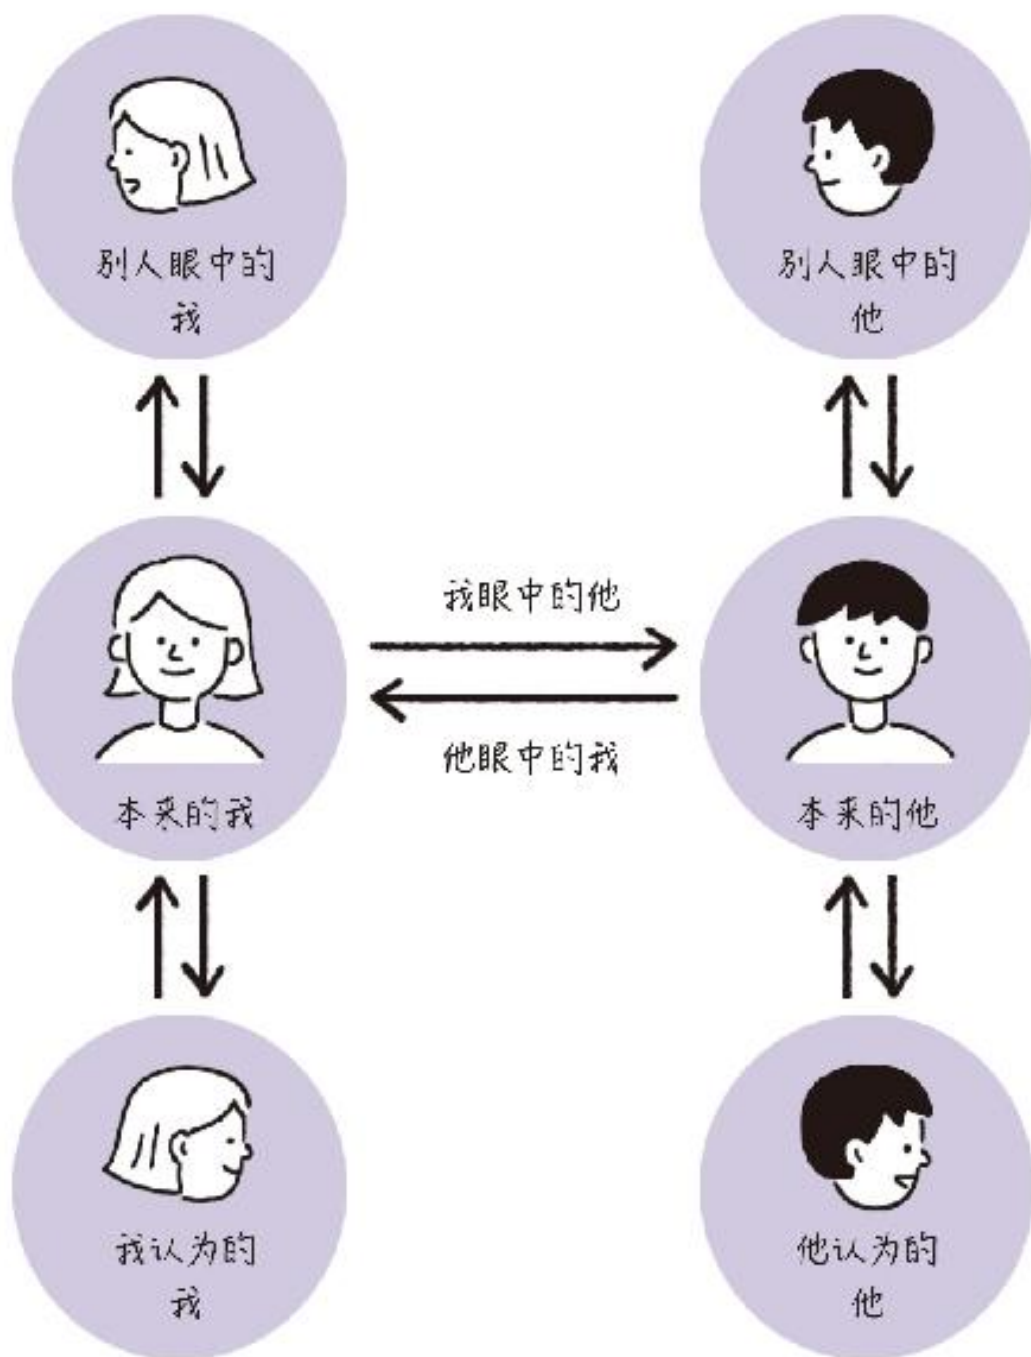 别人眼中的
我
别人眼中的
他
我眼中的他
他眼中的我
本来的我
本来的他
我认为的
我
他认为的
他